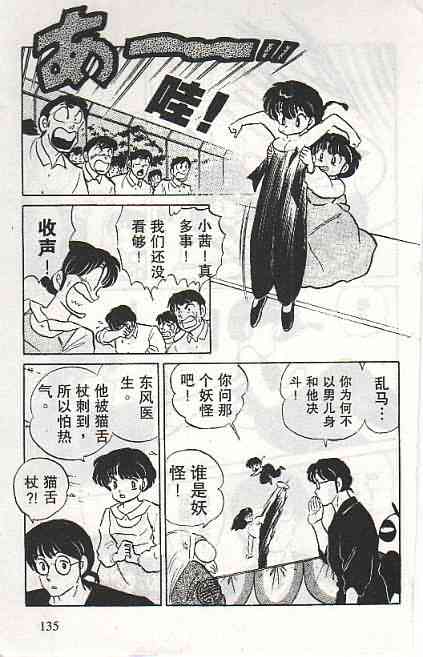 あー
哇！
小茜！真
多事！
我们还没
看够！
收声！
乱马…
你为何不
以男儿身
和他决
斗！
你问那
个妖怪
吧！
谁是妖
怪！
东风医
生。
他被猫舌
杖刺到，
所以怕热
气。
猫舌
杖?!
135